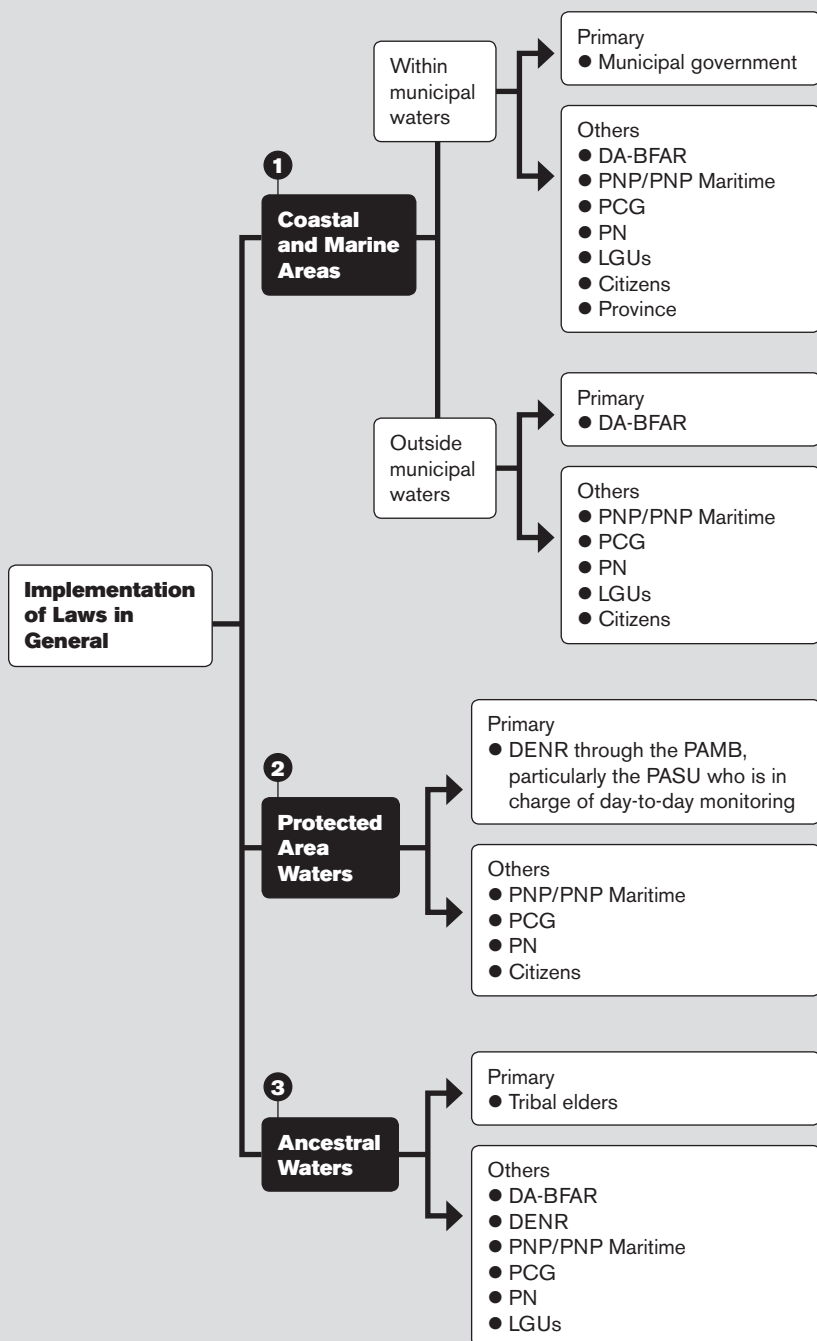 Implementation
of Laws in
General
1
Coastal
and Marine
Areas
Within
municipal
waters
Primary
● Municipal government
Others
● DA-BFAR
● PNP/PNP Maritime
● PCG
● PN
● LGUs
● Citizens
● Province
Outside
municipal
waters
Primary
● DA-BFAR
Others
● PNP/PNP Maritime
● PCG
● PN
● LGUs
● Citizens
2
Protected
Area
Waters
Primary
● DENR through the PAMB,
particularly the PASU who is in
charge of day-to-day monitoring
Others
● PNP/PNP Maritime
● PCG
● PN
● Citizens
3
Ancestral
Waters
Primary
● Tribal elders
Others
● DA-BFAR
● DENR
● PNP/PNP Maritime
● PCG
● PN
● LGUs